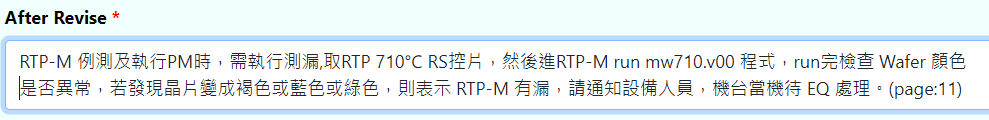 After Revise *
RTP-M 例測及執行PM時，需執行測漏,取RTP 710°C RS控片，然後進RTP-M run mw710.v00 程式，run完檢查 Wafer 顏色
是否異常，若發現晶片變成褐色或藍色或綠色，則表示 RTP-M 有漏，請通知設備人員，機台當機待 EQ 處理。(page:11)